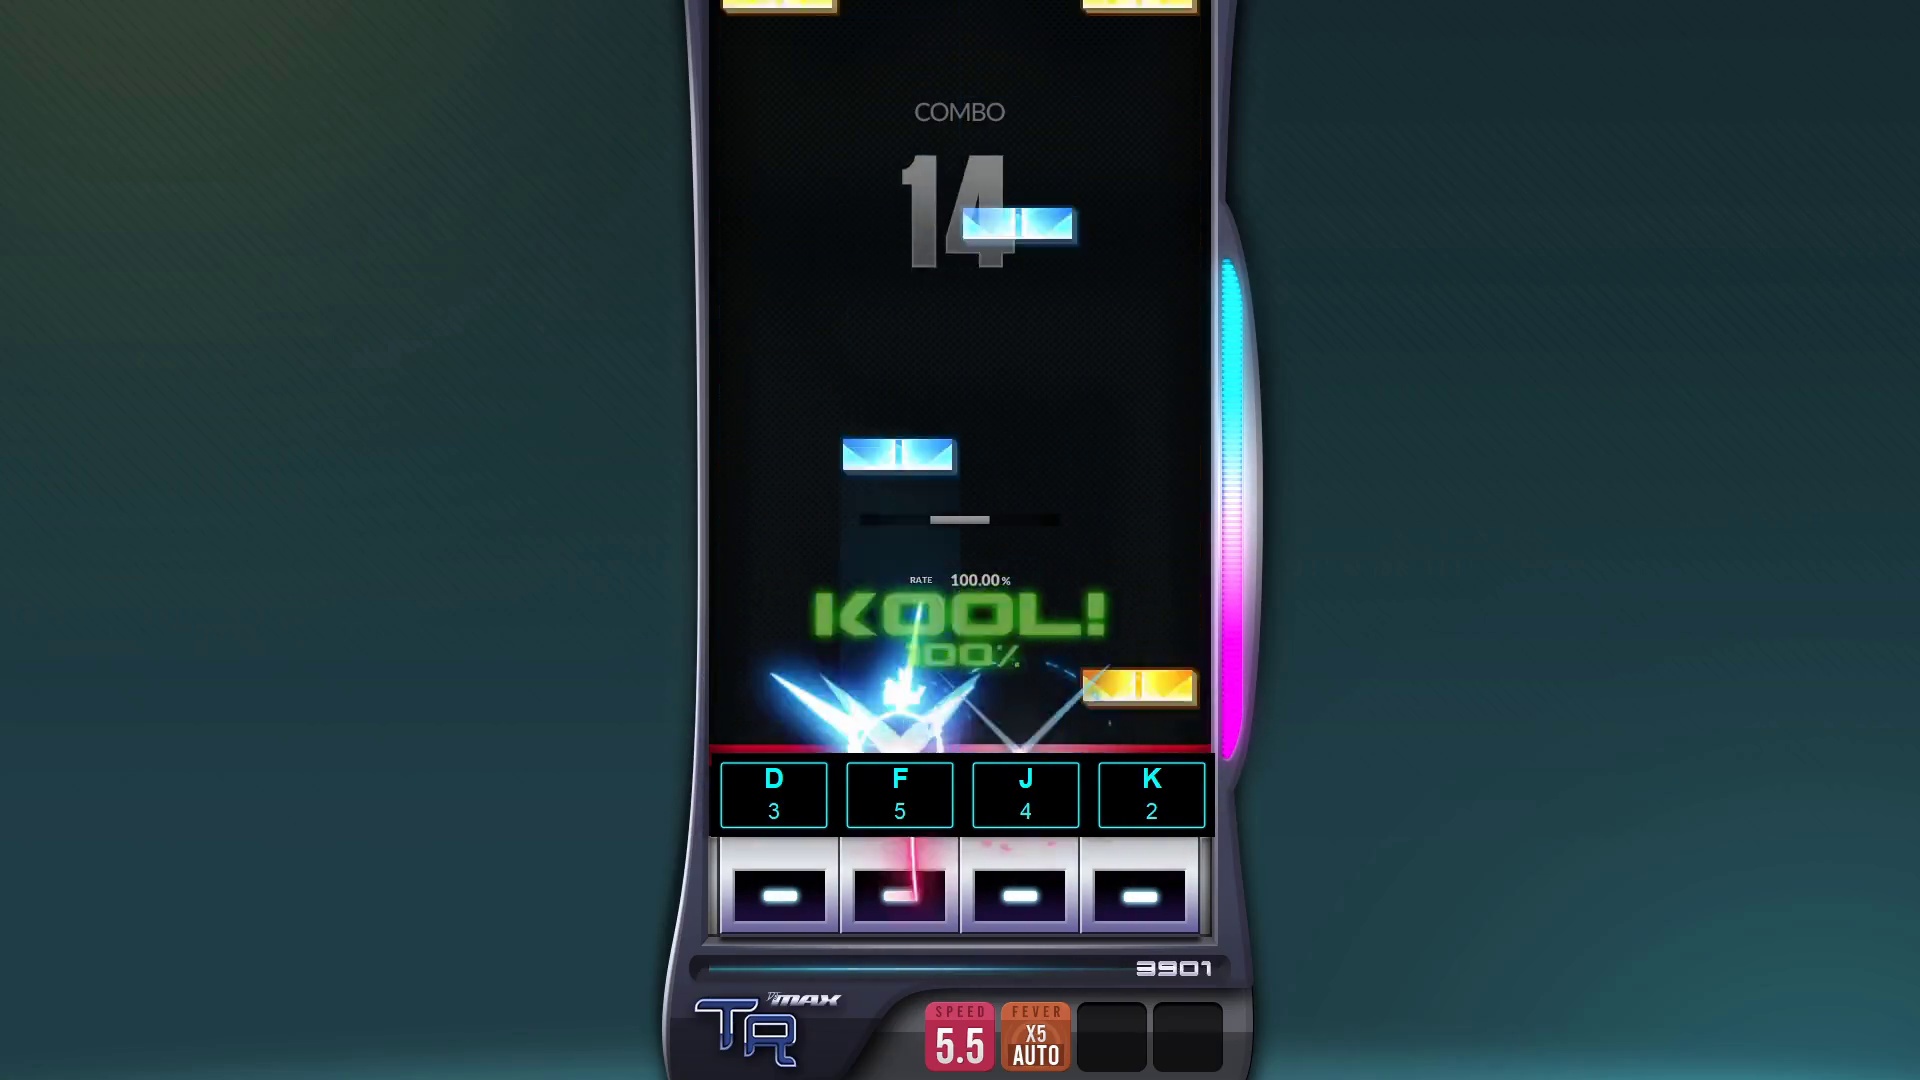 COMBO
14
RATE 100.00%
KOOL!
100%
D F J K
3 5 4 2
3901
MAX
TR
SPEED FEVER
5.5 X5
AUTO